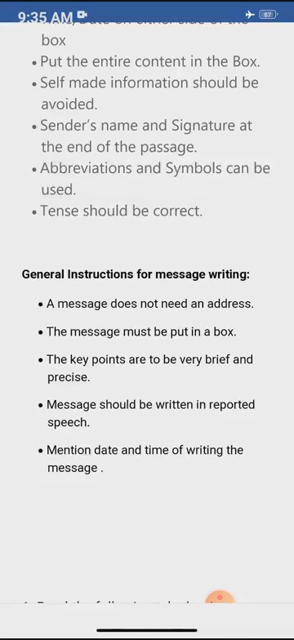 9:35 AM
87
box
• Put the entire content in the Box.
• Self made information should be
avoided.
• Sender's name and Signature at
the end of the passage.
• Abbreviations and Symbols can be
used.
• Tense should be correct.
General Instructions for message writing:
• A message does not need an address.
• The message must be put in a box.
• The key points are to be very brief and
precise.
• Message should be written in reported
speech.
• Mention date and time of writing the
message .